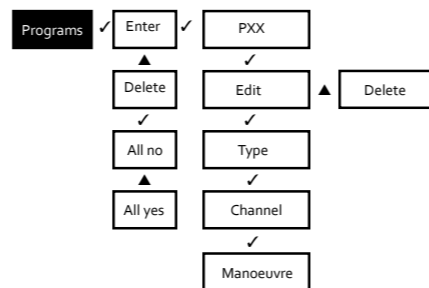 Programs ✓ Enter ✓ PXX
▲ ✓
Delete Edit ▲ Delete
✓ ✓
All no Type
▲ ✓
All yes Channel
✓
Manoeuvre